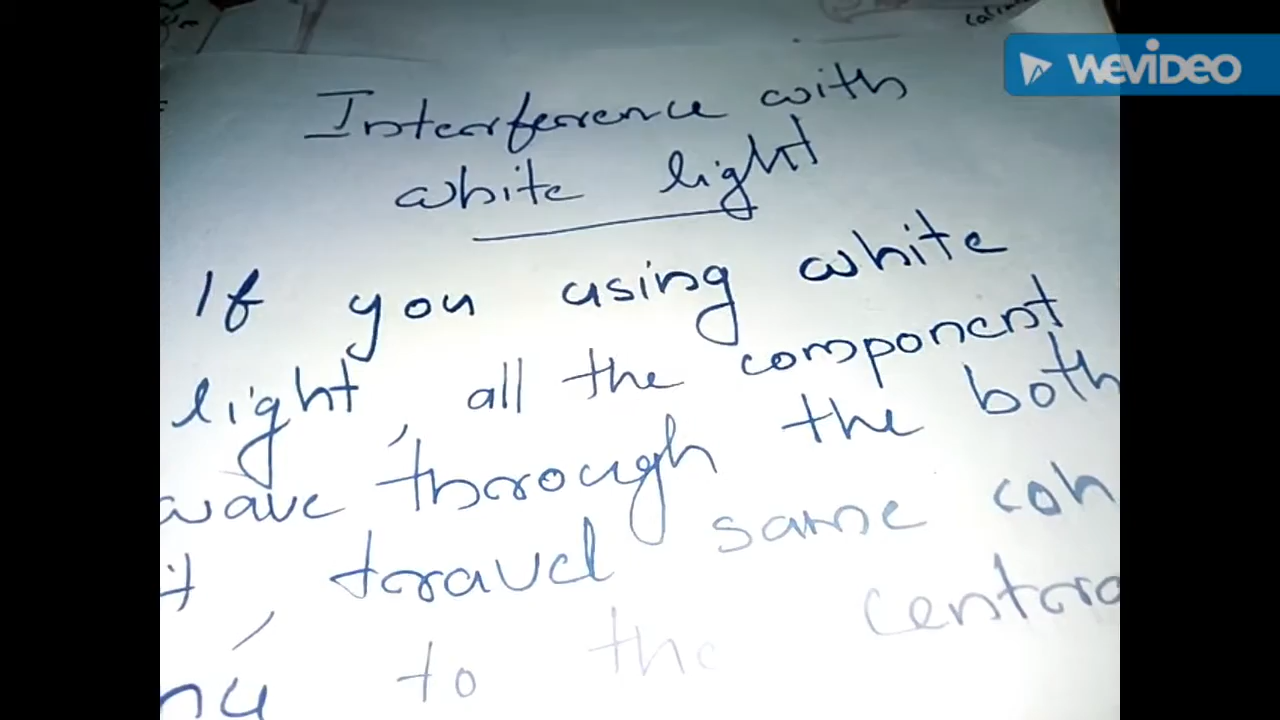 WEVIDEO
Interference with
white light
If you using white
light, all the component
wave through the both
travel same
to the